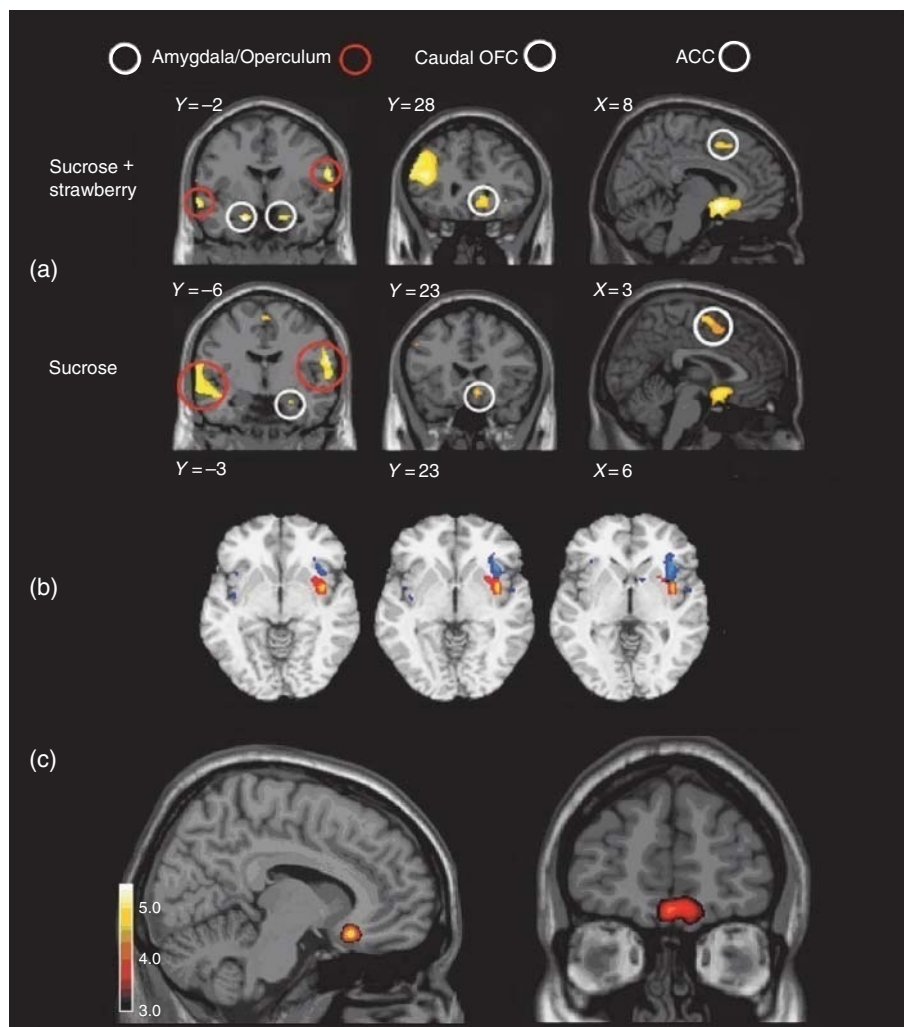 Amygdala/Operculum Caudal OFC ACC
Y = –2 Y = 28 X = 8
Sucrose +
strawberry
(a)
Y = –6 Y = 23 X = 3
Sucrose
Y = –3 Y = 23 X = 6
(b)
(c)
5.0
4.0
3.0